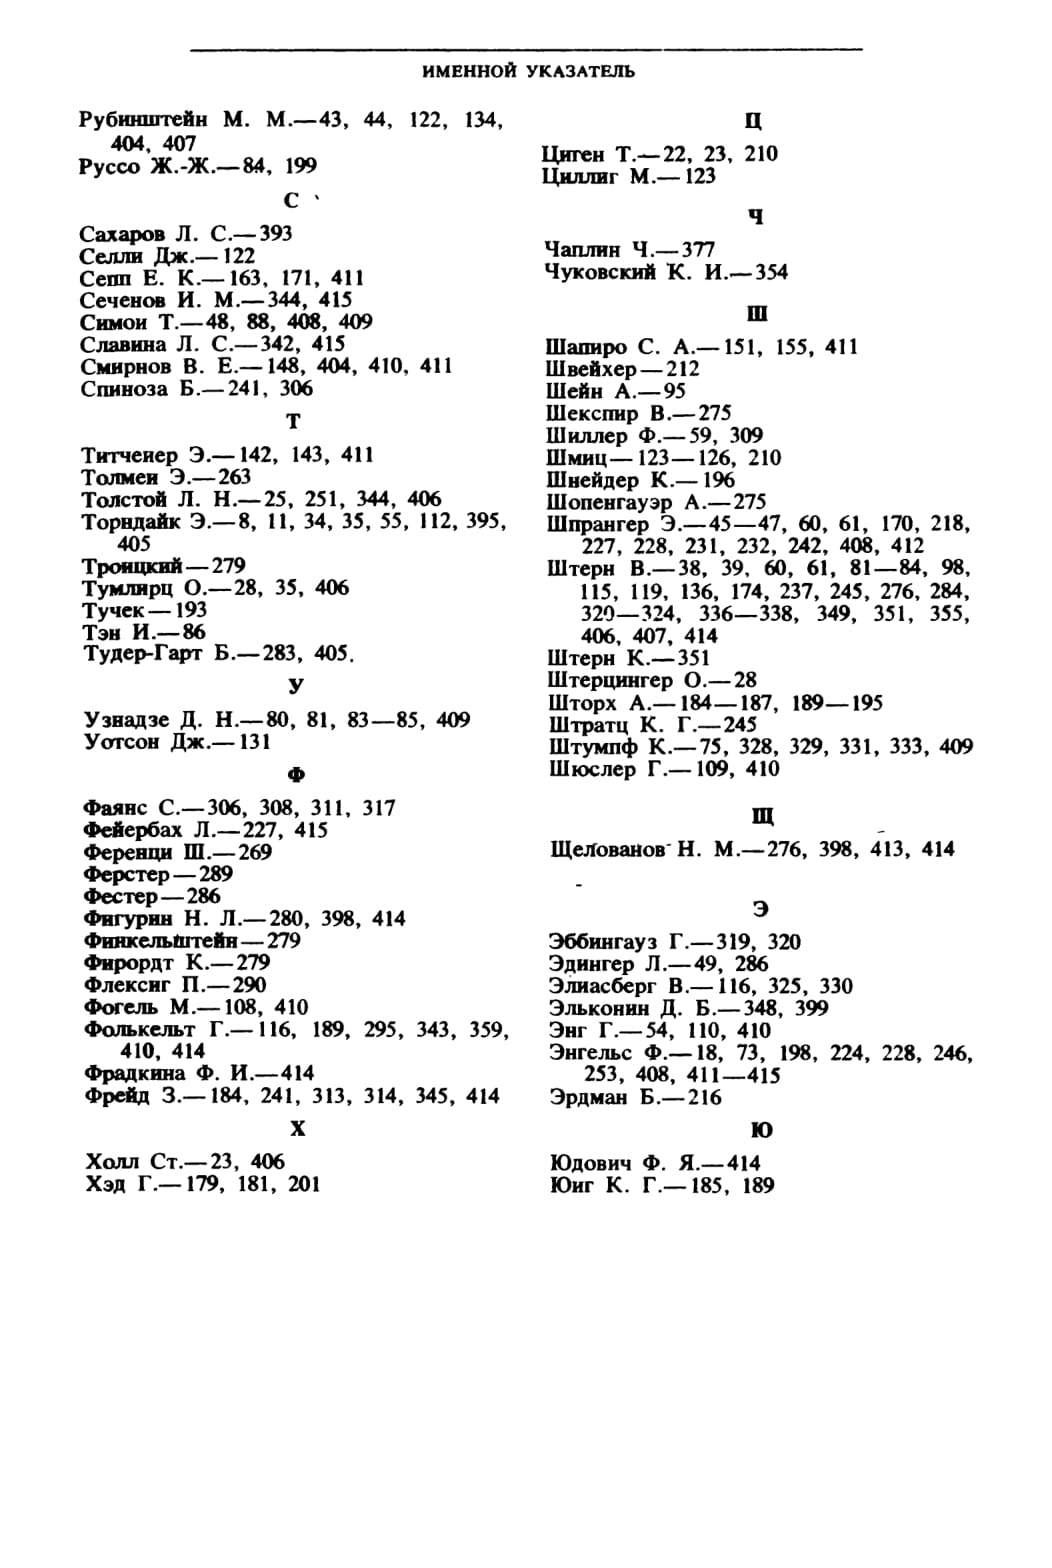 ИМЕННОЙ УКАЗАТЕЛЬ
Рубинштейн М. М.—43, 44, 122, 134,
404, 407
Руссо Ж.-Ж.—84, 199
С
Сахаров Л. С.—393
Селли Дж.—122
Сепп Е. К.—163, 171, 411
Сеченов И. М.—344, 415
Симои Т.—48, 88, 408, 409
Славина Л. С.—342, 415
Смирнов В. Е.—148, 404, 410, 411
Спиноза Б.—241, 306
Т
Титченер Э.—142, 143, 411
Толмен Э.—263
Толстой Л. Н.—25, 251, 344, 406
Торндайк Э.—8, 11, 34, 35, 55, 112, 395,
405
Троицкий—279
Тумлирц О.—28, 35, 406
Тучек—193
Тэн И.—86
Тудер-Гарт Б.—283, 405.
У
Узнадзе Д. Н.—80, 81, 83—85, 409
Уотсон Дж.—131
Ф
Фаянс С.—306, 308, 311, 317
Фейербах Л.—227, 415
Ференци Ш.—269
Ферстер—289
Фестер—286
Фигурин Н. Л.—280, 398, 414
Финкельштейн—279
Фирордт К.—279
Флексиг П.—290
Фогель М.—108, 410
Фолькельт Г.—116, 189, 295, 343, 359,
410, 414
Фрадкина Ф. И.—414
Фрейд З.—184, 241, 313, 314, 345, 414
Х
Холл Ст.—23, 406
Хэд Г.—179, 181, 201
Ц
Циген Т.—22, 23, 210
Циллиг М.—123
Ч
Чаплин Ч.—377
Чуковский К. И.—354
Ш
Шапиро С. А.—151, 155, 411
Швейхер—212
Шейн А.—95
Шекспир В.—275
Шиллер Ф.—59, 309
Шмиц—123—126, 210
Шнейдер К.—196
Шопенгауэр А.—275
Шпрангер Э.—45—47, 60, 61, 170, 218,
227, 228, 231, 232, 242, 408, 412
Штерн В.—38, 39, 60, 61, 81—84, 98,
115, 119, 136, 174, 237, 245, 276, 284,
320—324, 336—338, 349, 351, 355,
406, 407, 414
Штерн К.—351
Штерцингер О.—28
Шторх А.—184—187, 189—195
Штратц К. Г.—245
Штумпф К.—75, 328, 329, 331, 333, 409
Шюслер Г.—109, 410
Щ
Щелованов Н. М.—276, 398, 413, 414
Э
Эббингауз Г.—319, 320
Эдингер Л.—49, 286
Элиасберг В.—116, 325, 330
Эльконин Д. Б.—348, 399
Энг Г.—54, 110, 410
Энгельс Ф.—18, 73, 198, 224, 228, 246,
253, 408, 411—415
Эрдман Б.—216
Ю
Юдович Ф. Я.—414
Юиг К. Г.—185, 189